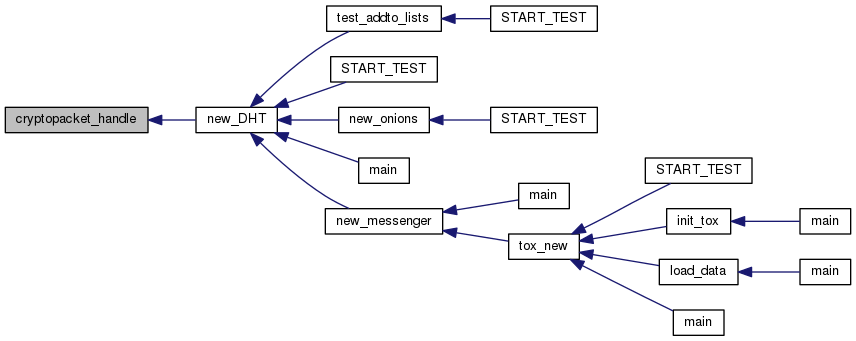 test_addto_lists
START_TEST
START_TEST
cryptopacket_handle
new_DHT
new_onions
START_TEST
main
START_TEST
main
new_messenger
init_tox
main
tox_new
load_data
main
main